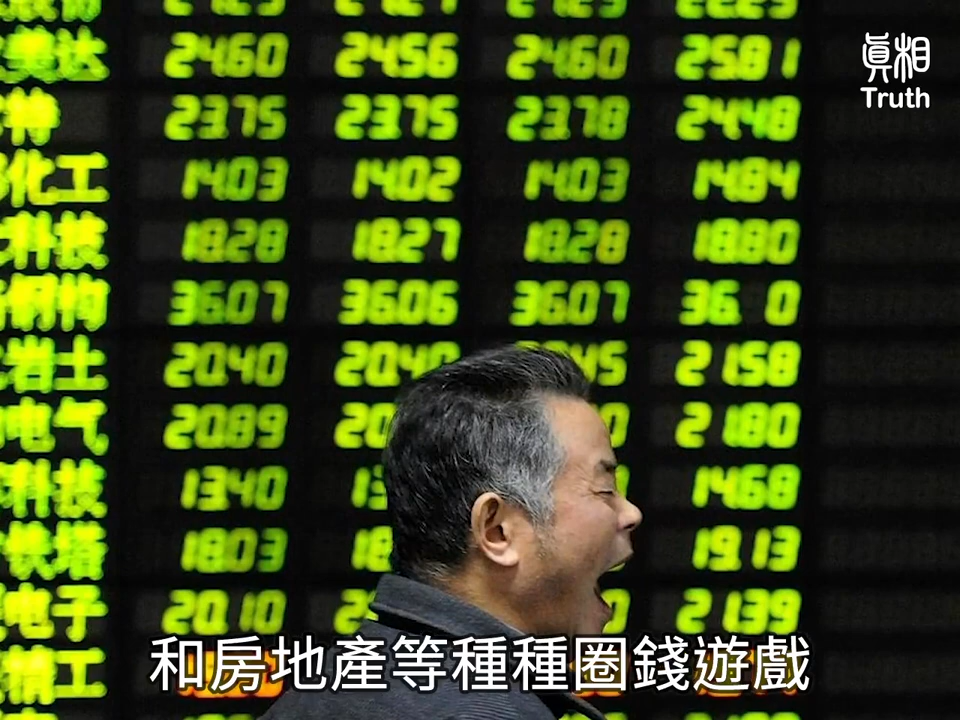 眞相
Truth
美达 24.60 24.56 24.60 25.81
特 23.75 23.75 23.78 24.48
化工 14.03 14.02 14.03 14.84
科技 18.28 18.27 18.28 18.80
36.07 36.06 36.07
岩土 20.40 20.40 21.58
电气 20.89 21.80
科技 13.40 14.68
铁塔 18.03 19.13
电子 20.10 21.39
精工
和房地產等種種圈錢遊戲